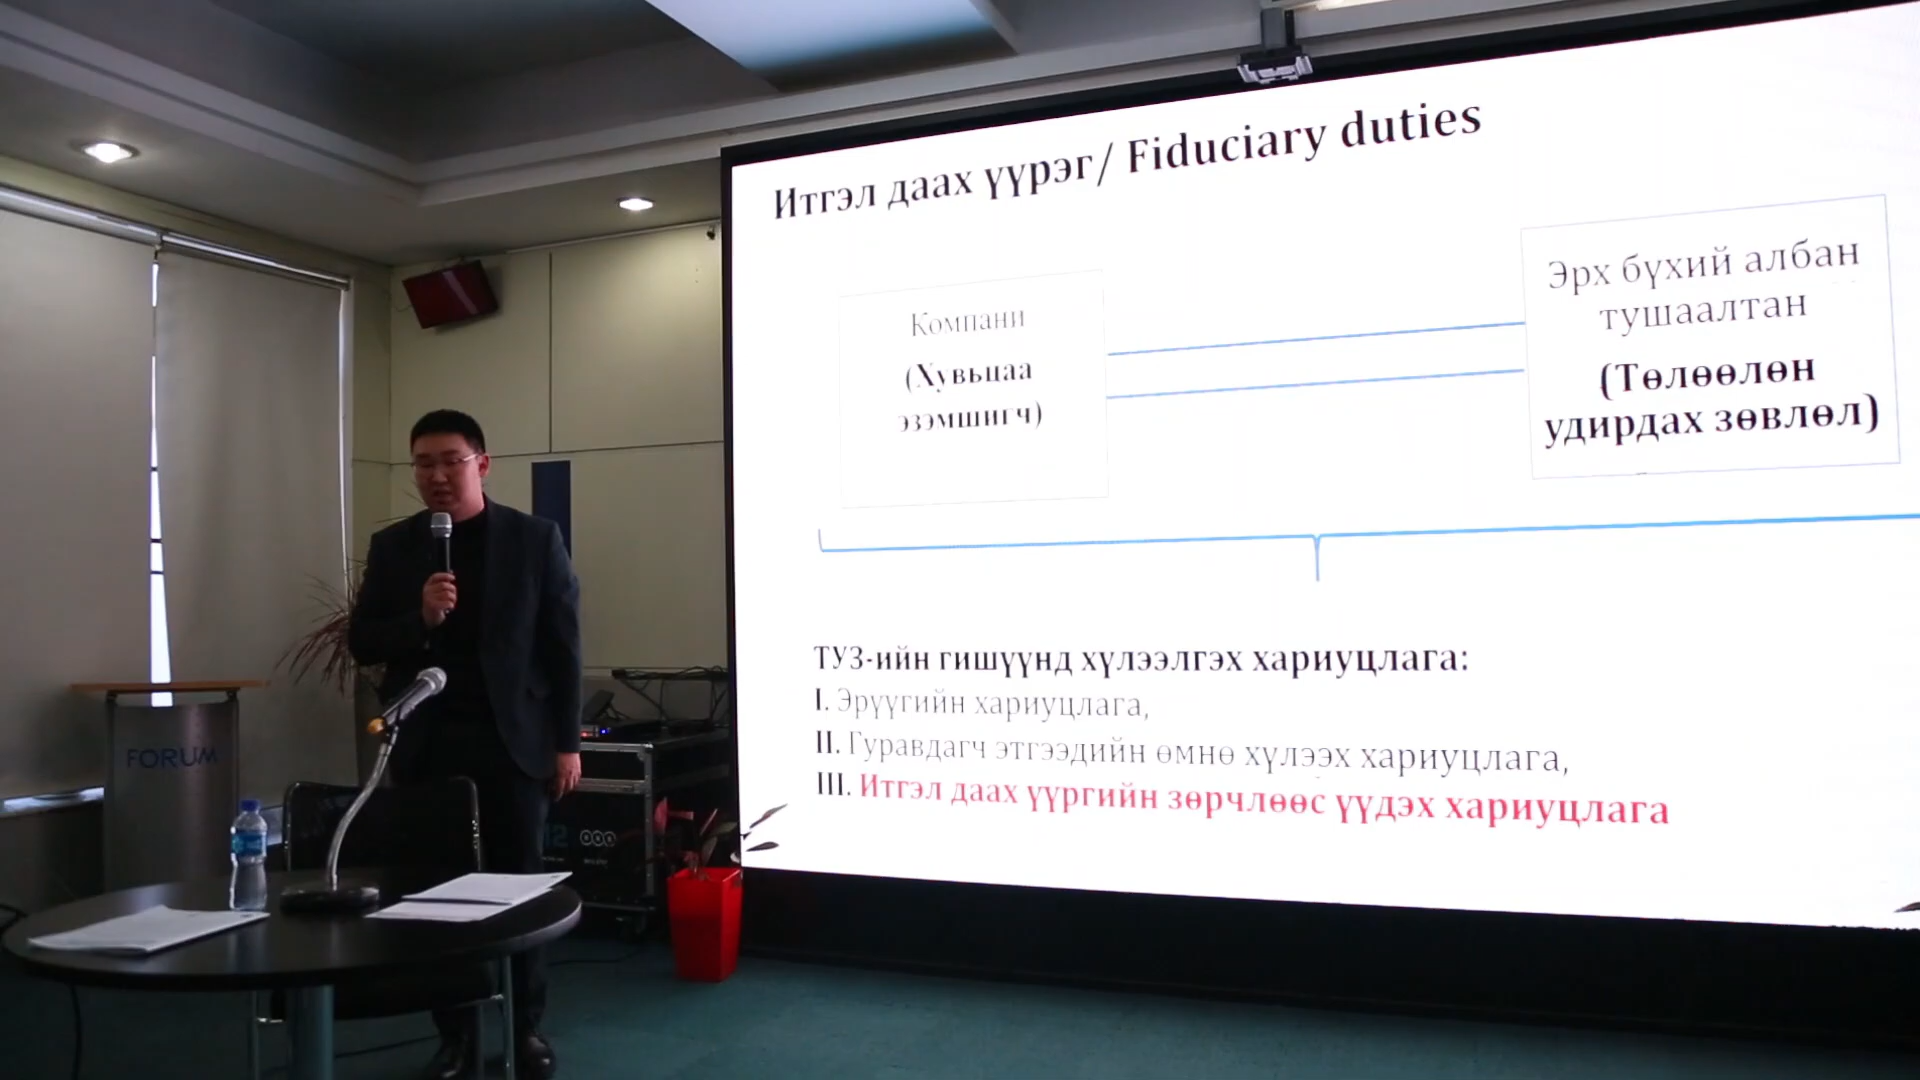 Итгэл даах үүрэг/ Fiduciary duties
Компани
(Хувьцаа
эзэмшигч)
Эрх бүхий албан
тушаалтан
(Төлөөлөн
удирдах зөвлөл)
ТУЗ-ийн гишүүнд хүлээлгэх хариуцлага:
I. Эрүүгийн хариуцлага,
II. Гуравдагч этгээдийн өмнө хүлээх хариуцлага,
III. Итгэл даах үүргийн зөрчлөөс үүдэх хариуцлага
FORUM